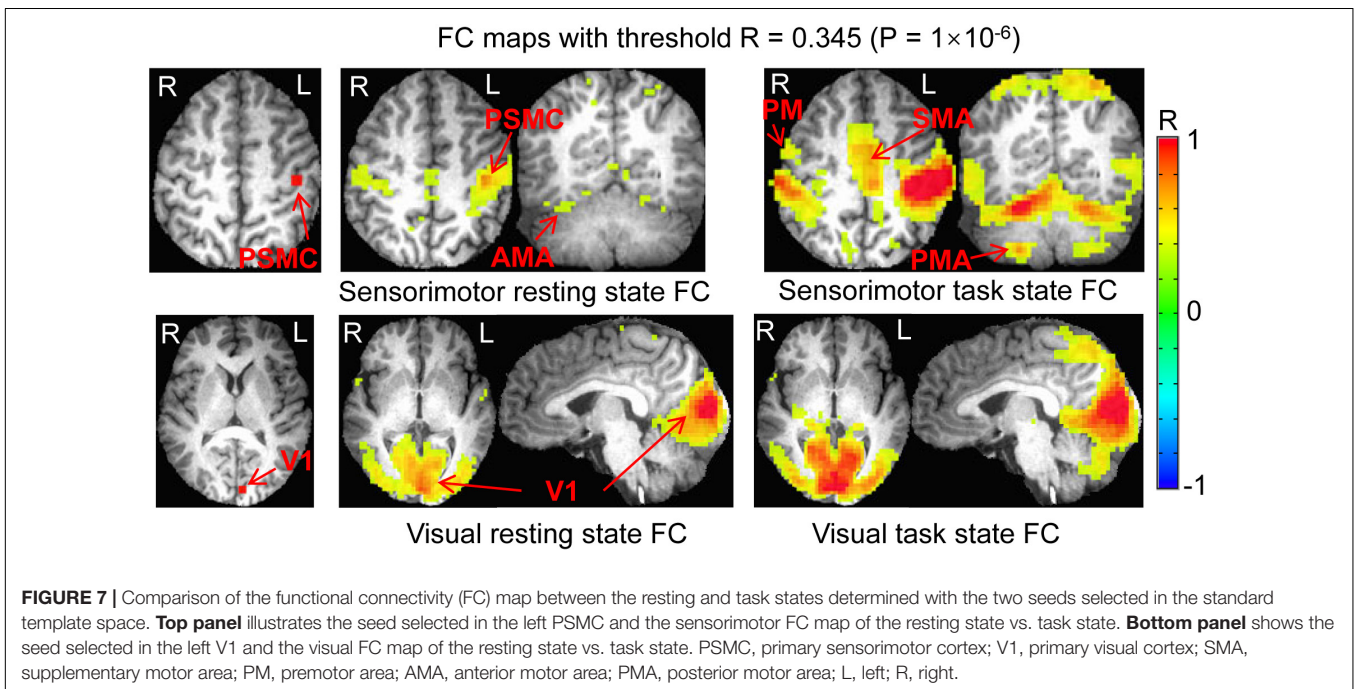 FC maps with threshold R = 0.345 (P = 1×10⁻⁶)
R L
R L
R
R
PM
PSMC
SMA
1
PSMC
AMA
PMA
Sensorimotor resting state FC
Sensorimotor task state FC
0
R L
R
R L
V1
V1
-1
Visual resting state FC
Visual task state FC
FIGURE 7 | Comparison of the functional connectivity (FC) map between the resting and task states determined with the two seeds selected in the standard
template space. Top panel illustrates the seed selected in the left PSMC and the sensorimotor FC map of the resting state vs. task state. Bottom panel shows the
seed selected in the left V1 and the visual FC map of the resting state vs. task state. PSMC, primary sensorimotor cortex; V1, primary visual cortex; SMA,
supplementary motor area; PM, premotor area; AMA, anterior motor area; PMA, posterior motor area; L, left; R, right.